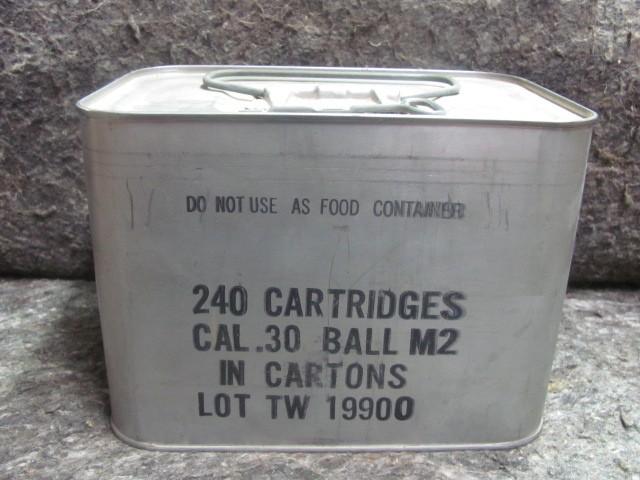 DO NOT USE AS FOOD CONTAINER
240 CARTRIDGES
CAL .30 BALL M2
IN CARTONS
LOT TW 19900